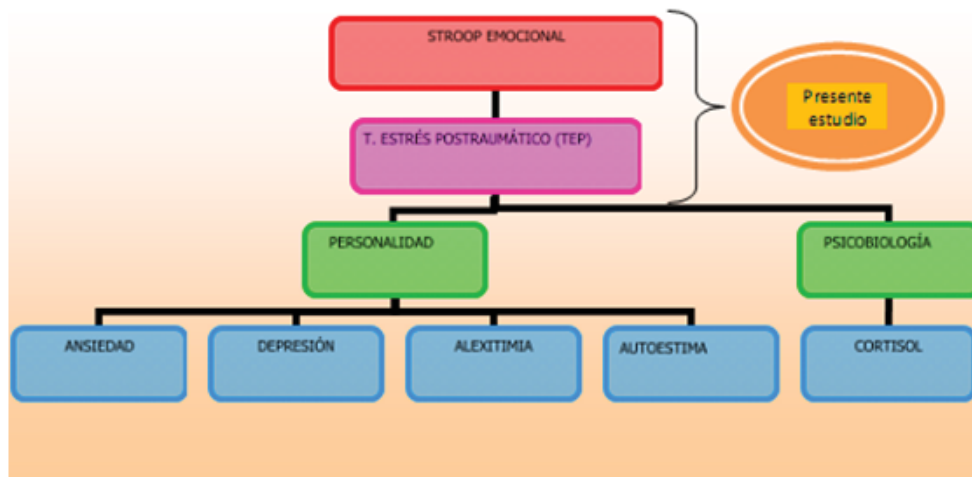 STROOP EMOCIONAL
Presente
estudio
T. ESTRÉS POSTRAUMÁTICO (TEP)
PERSONALIDAD
PSICOBIOLOGÍA
ANSIEDAD
DEPRESIÓN
ALEXITIMIA
AUTOESTIMA
CORTISOL